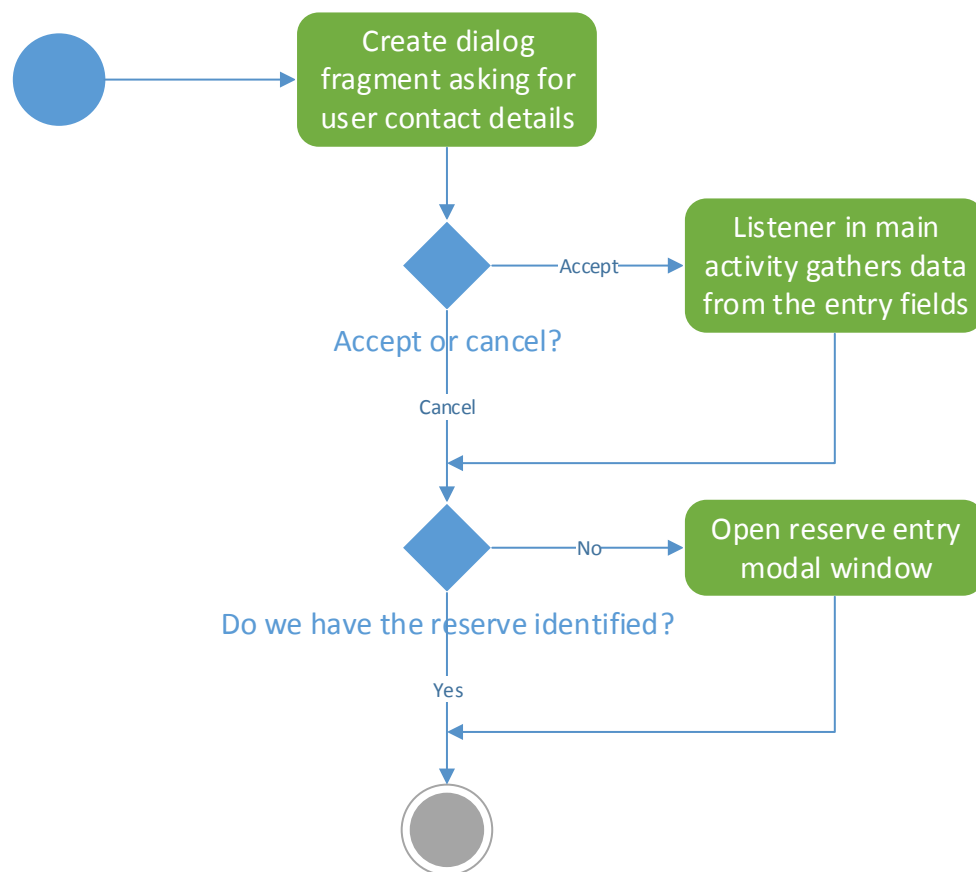 Create dialog
fragment asking for
user contact details
Accept
Listener in main
activity gathers data
from the entry fields
Accept or cancel?
Cancel
No
Open reserve entry
modal window
Do we have the reserve identified?
Yes